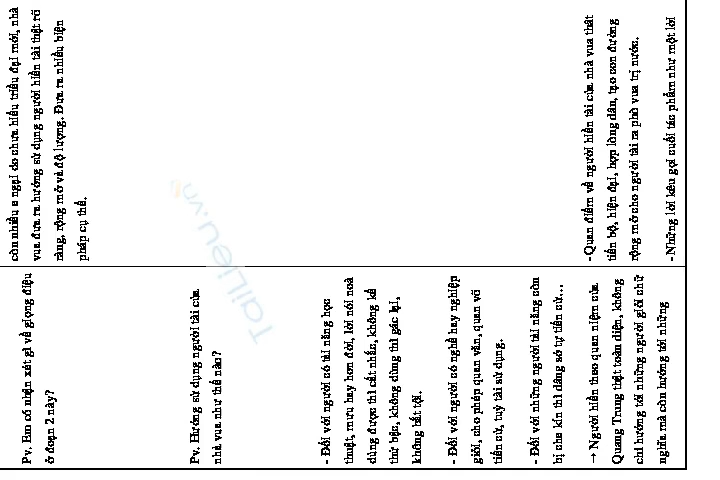 Pv. Em có nhận xét gì về giọng điệu
ở đoạn 2 này?
Pv. Hướng sử dụng người tài của
nhà vua như thế nào?
- Đối với người có tài năng học
thuật, mưu hay hơn đời, lời nói nào
dùng được thì cất nhắc, không kể
thứ bậc, không dùng thì gác lại,
không bắt tội.
- Đối với người có nghề hay nghiệp
giỏi, cho phép quan văn, quan võ
tiến cử, tuỳ tài sử dụng.
- Đối với những người tài năng còn
bị che kín thì dâng sớ tự tiến cử...
→ Người hiền theo quan niệm của
Quang Trung thật toàn diện, không
chỉ hướng tới những người giỏi chữ
nghĩa mà còn hướng tới những
còn nhiều e ngại do chưa hiểu triều đại mới, nhà
vua đưa ra hướng sử dụng người hiền tài thật rõ
ràng, rộng mở và độ lượng. Đưa ra nhiều biện
pháp cụ thể.
- Quan điểm về người hiền tài của nhà vua thật
tiến bộ, hiện đại, hợp lòng dân, tạo con đường
rộng mở cho người tài ra phò vua trị nước.
- Những lời kêu gọi cuối tác phẩm như một lời
TaiLieu.vn